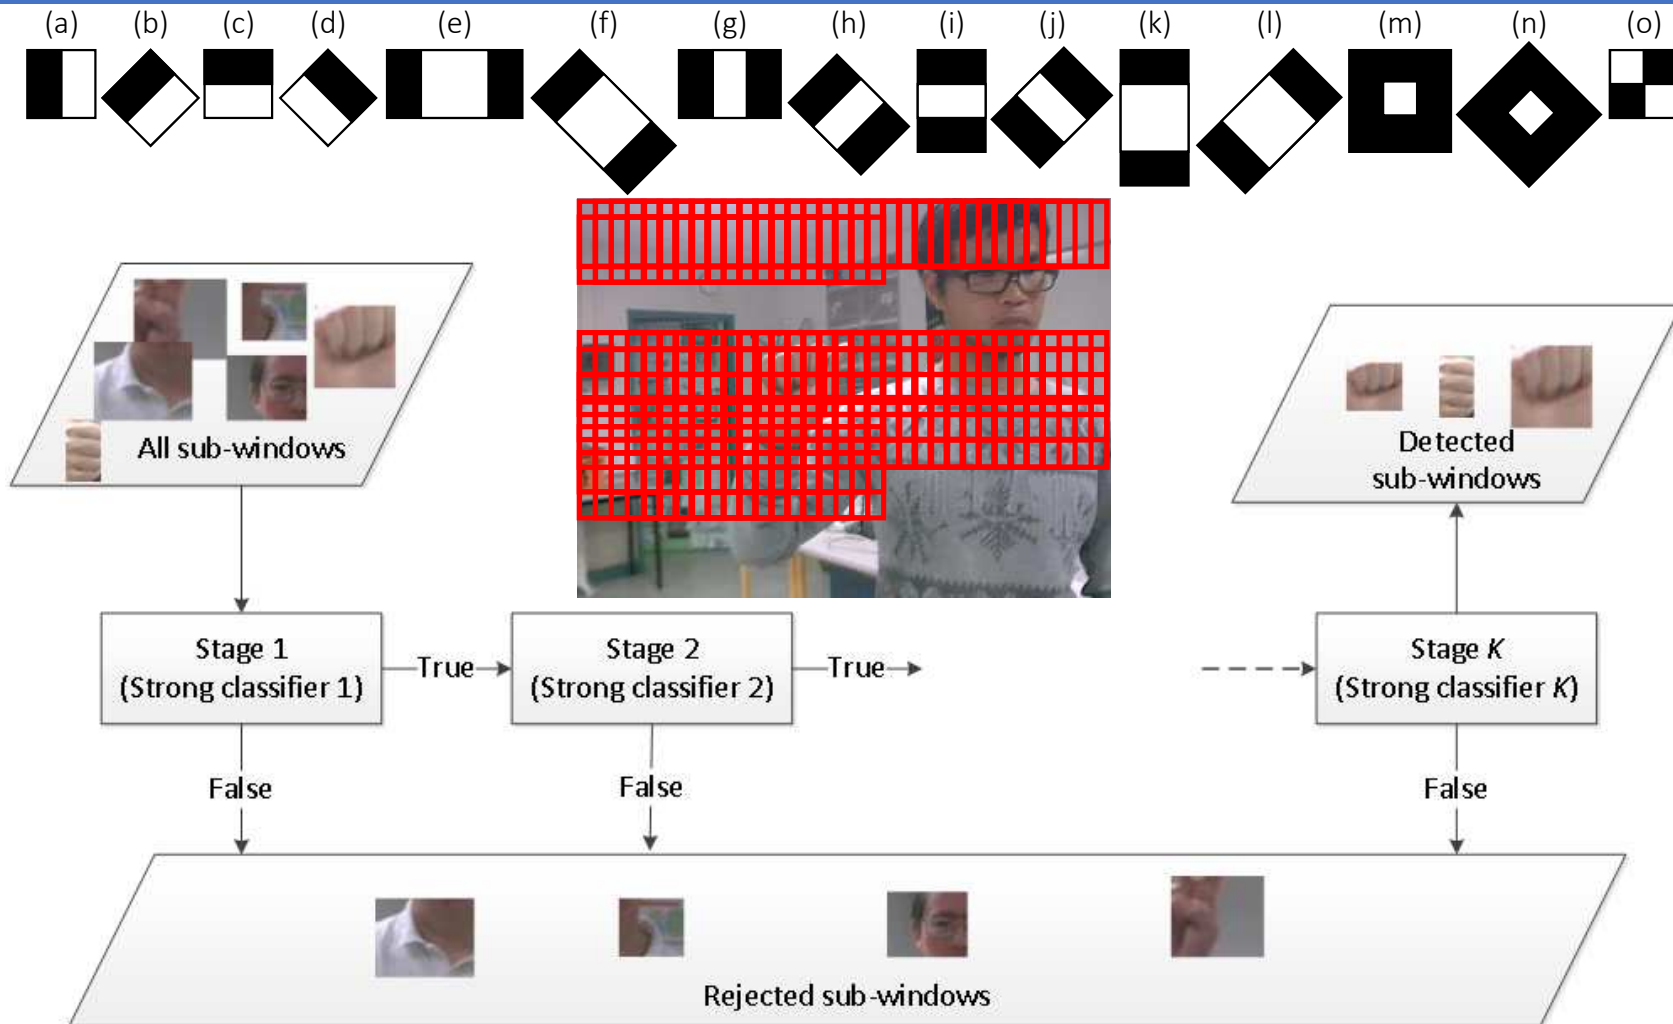 (a) (b) (c) (d) (e) (f) (g) (h) (i) (j) (k) (l) (m) (n) (o)
All sub-windows
Detected
sub-windows
Stage 1
(Strong classifier 1)
True
Stage 2
(Strong classifier 2)
True
Stage K
(Strong classifier K)
False
False
False
Rejected sub-windows